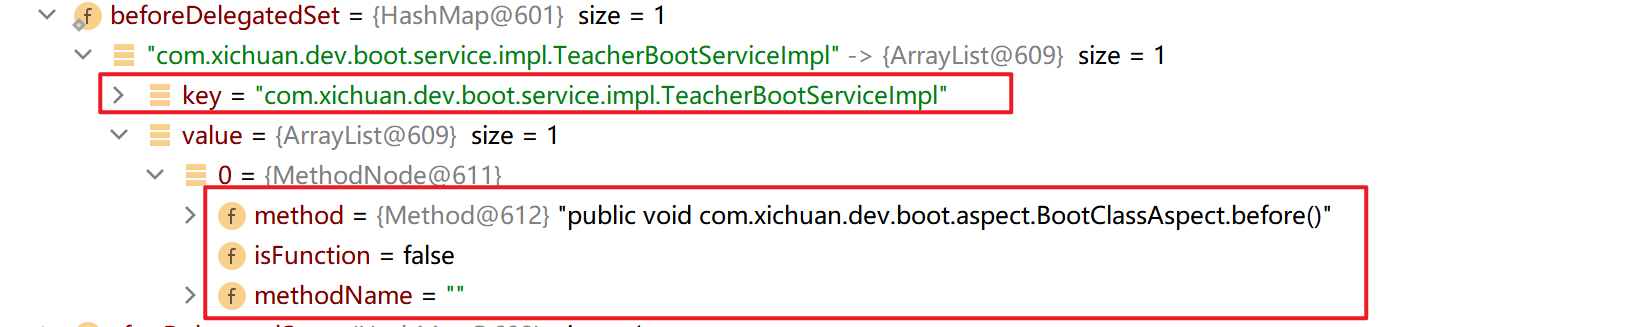 beforeDelegatedSet = {HashMap@601} size = 1
"com.xichuan.dev.boot.service.impl.TeacherBootServiceImpl" -> {ArrayList@609} size = 1
key = "com.xichuan.dev.boot.service.impl.TeacherBootServiceImpl"
value = {ArrayList@609} size = 1
0 = {MethodNode@611}
f method = {Method@612} "public void com.xichuan.dev.boot.aspect.BootClassAspect.before()"
f isFunction = false
f methodName = ""